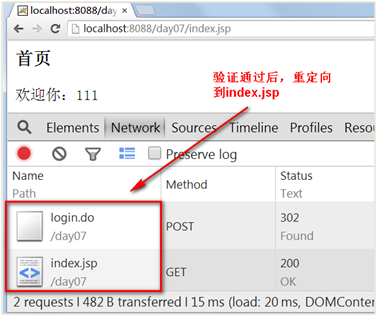 localhost:8088/day07/
localhost:8088/day07/index.jsp
首页
欢迎你：111
验证通过后，重定向
到index.jsp
Elements Network Sources Timeline Profiles Resou
Preserve log
Name Method Status
Path Text
login.do POST 302
/day07 Found
index.jsp GET 200
/day07 OK
2 requests | 482 B transferred | 15 ms (load: 20 ms, DOMConter